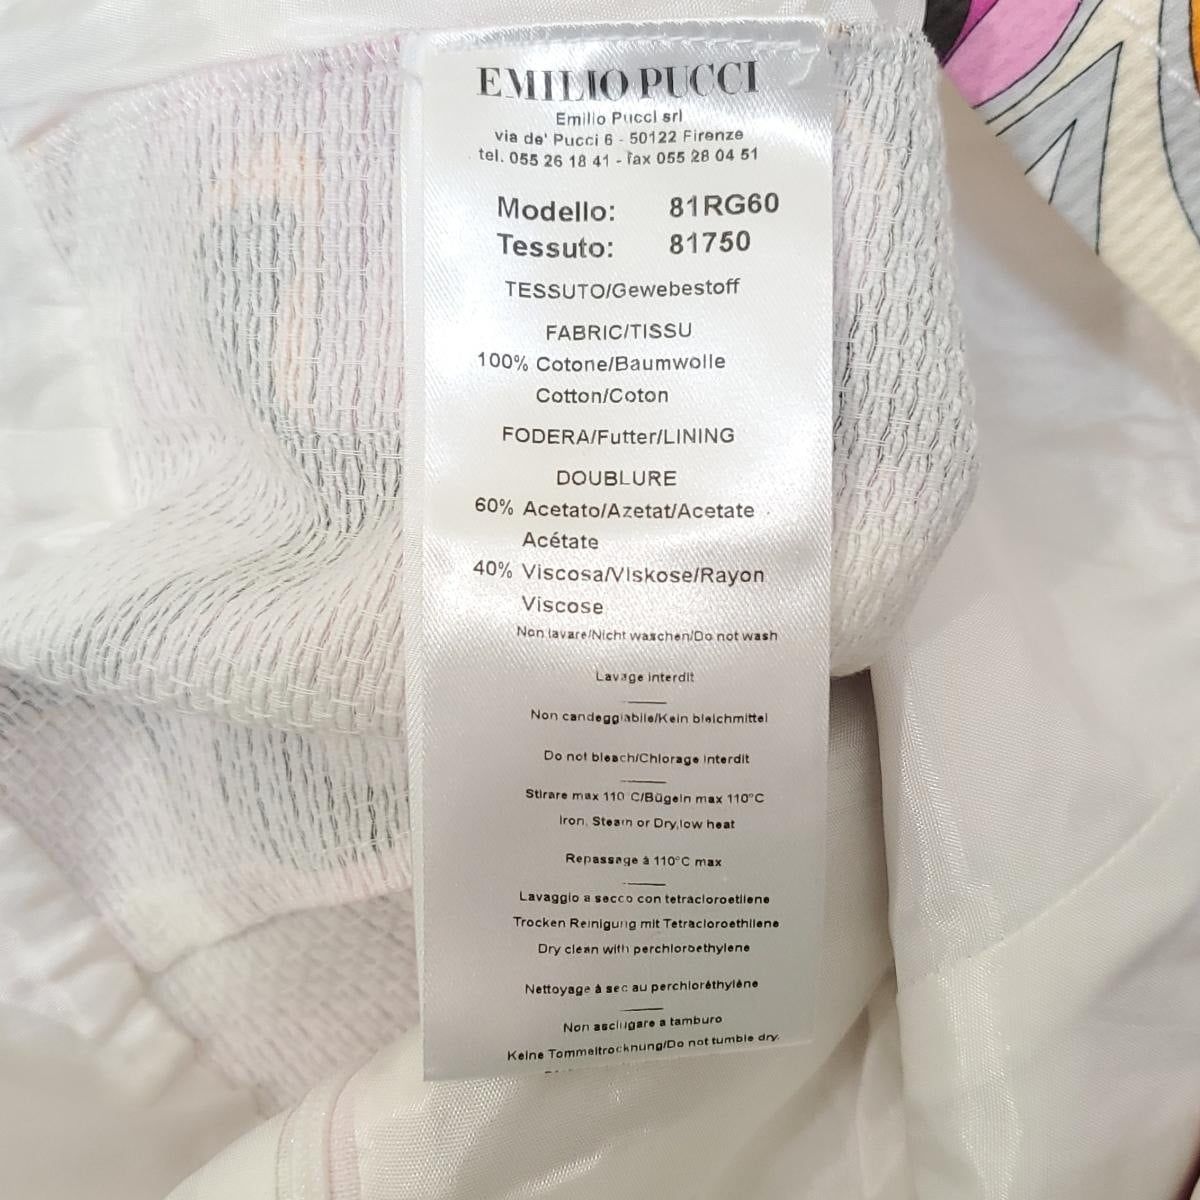 EMILIO PUCCI
Emilio Pucci srl
via de' Pucci 6 - 50122 Firenze
tel. 055 26 18 41 - fax 055 28 04 51
Modello: 81RG60
Tessuto: 81750
TESSUTO/Gewebestoff
FABRIC/TISSU
100% Cotone/Baumwolle
Cotton/Coton
FODERA/Futter/LINING
DOUBLURE
60% Acetato/Azetat/Acetate
Acétate
40% Viscosa/Viskose/Rayon
Viscose
Non lavare/Nicht waschen/Do not wash
Lavage interdit
Non candeggiabile/Kein bleichmittel
Do not bleach/Chlorage interdit
Stirare max 110 C/Bügeln max 110°C
Iron, Steam or Dry,low heat
Repassage à 110°C max
Lavaggio a secco con tetracloroetilene
Trocken Reinigung mit Tetracloroethilene
Dry clean with perchloroethylene
Nettoyage à sec au perchloréthylène
Non asciugare a tamburo
Keine Tommeltrocknung/Do not tumble dry.